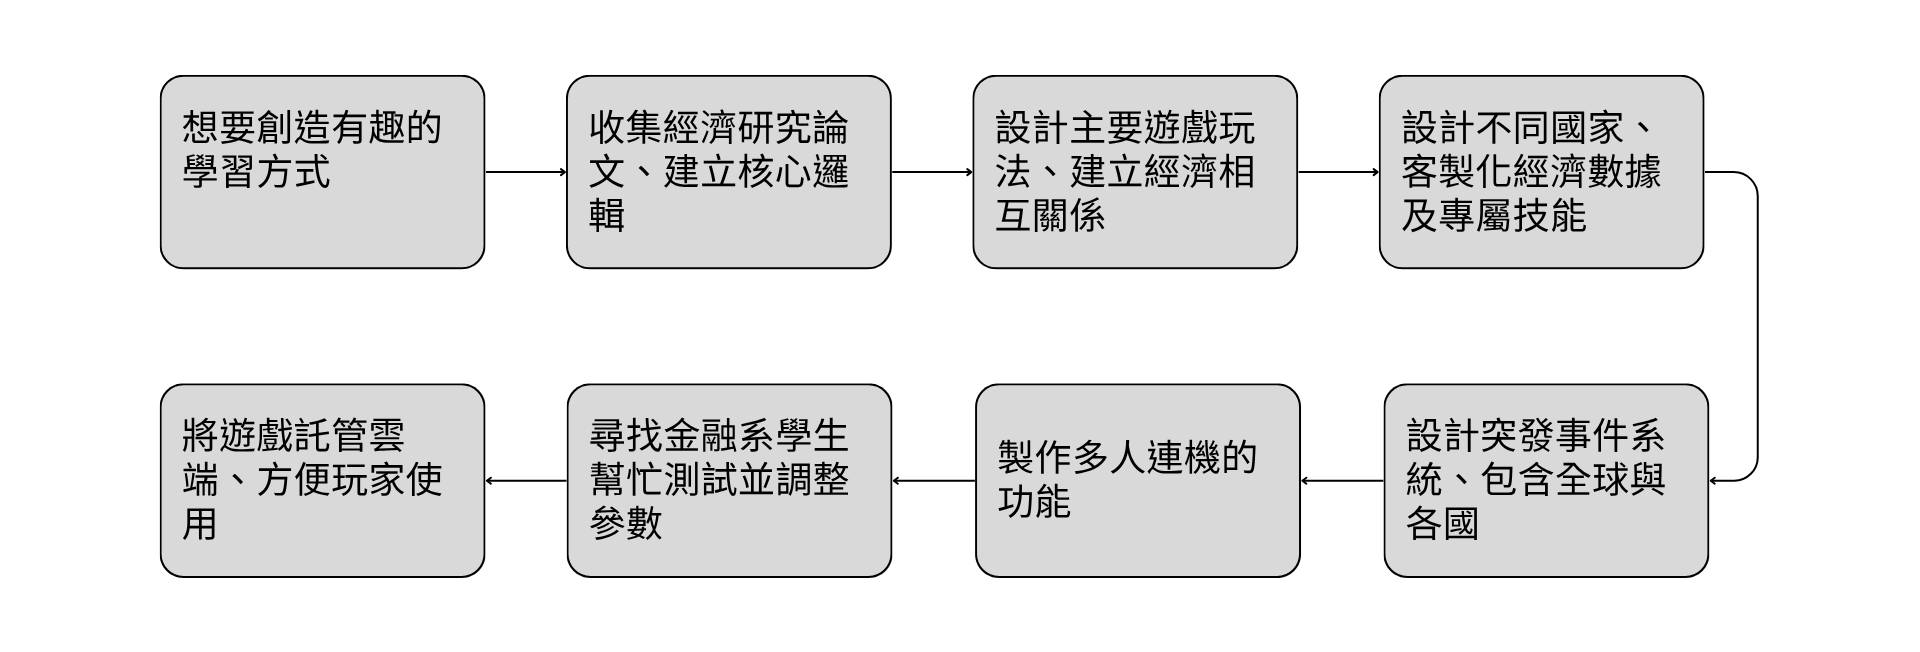 想要創造有趣的
學習方式
收集經濟研究論
文、建立核心邏
輯
設計主要遊戲玩
法、建立經濟相
互關係
設計不同國家、
客製化經濟數據
及專屬技能
設計突發事件系
統、包含全球與
各國
製作多人連機的
功能
尋找金融系學生
幫忙測試並調整
參數
將遊戲託管雲
端、方便玩家使
用